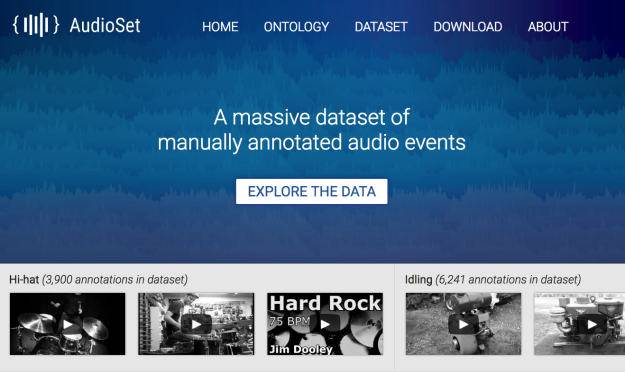 { } AudioSet HOME ONTOLOGY DATASET DOWNLOAD ABOUT
A massive dataset of
manually annotated audio events
EXPLORE THE DATA
Hi-hat (3,900 annotations in dataset) Idling (6,241 annotations in dataset)
Hard Rock
75 BPM
Jim Dooley